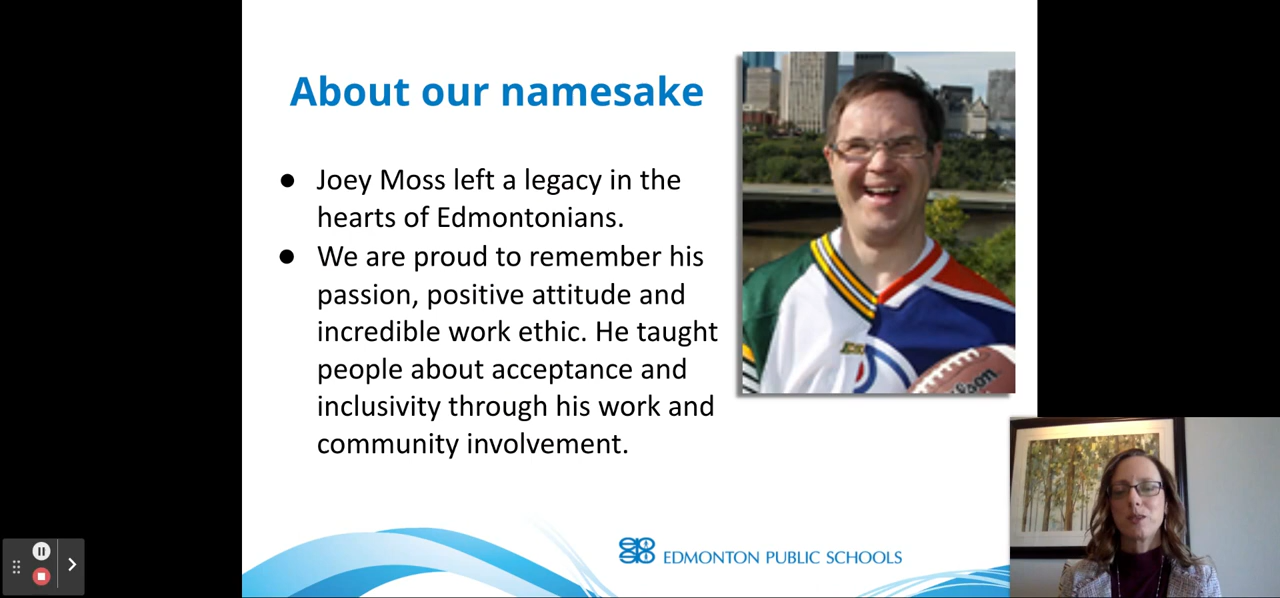 About our namesake
● Joey Moss left a legacy in the
hearts of Edmontonians.
● We are proud to remember his
passion, positive attitude and
incredible work ethic. He taught
people about acceptance and
inclusivity through his work and
community involvement.
EDMONTON PUBLIC SCHOOLS